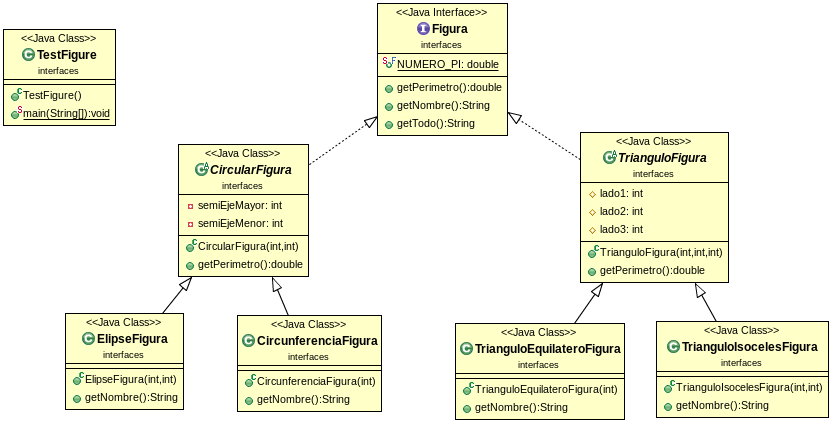 <<Java Interface>>
Figura
interfaces
NUMERO_PI: double
getPerimetro():double
getNombre():String
getTodo():String
<<Java Class>>
TestFigure
interfaces
TestFigure()
main(String[]):void
<<Java Class>>
CircularFigura
interfaces
semiEjeMayor: int
semiEjeMenor: int
CircularFigura(int,int)
getPerimetro():double
<<Java Class>>
TrianguloFigura
interfaces
lado1: int
lado2: int
lado3: int
TrianguloFigura(int,int,int)
getPerimetro():double
<<Java Class>>
ElipseFigura
interfaces
ElipseFigura(int,int)
getNombre():String
<<Java Class>>
CircunferenciaFigura
interfaces
CircunferenciaFigura(int)
getNombre():String
<<Java Class>>
TrianguloEquilateroFigura
interfaces
TrianguloEquilateroFigura(int)
getNombre():String
<<Java Class>>
TrianguloIsocelesFigura
interfaces
TrianguloIsocelesFigura(int,int)
getNombre():String